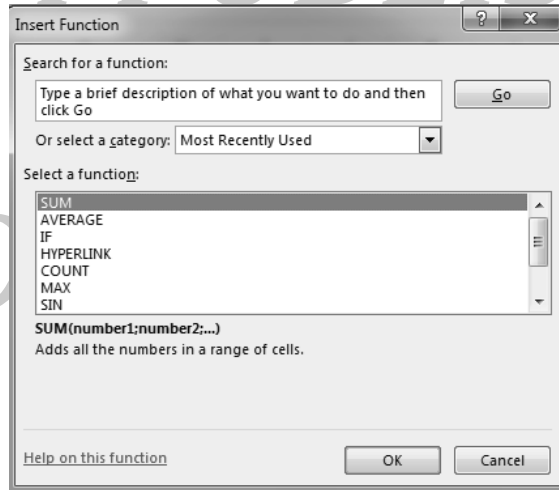 Insert Function
? X
Search for a function:
Type a brief description of what you want to do and then
click Go
Go
Or select a category: Most Recently Used
Select a function:
SUM
AVERAGE
IF
HYPERLINK
COUNT
MAX
SIN
SUM(number1;number2;...)
Adds all the numbers in a range of cells.
Help on this function
OK
Cancel